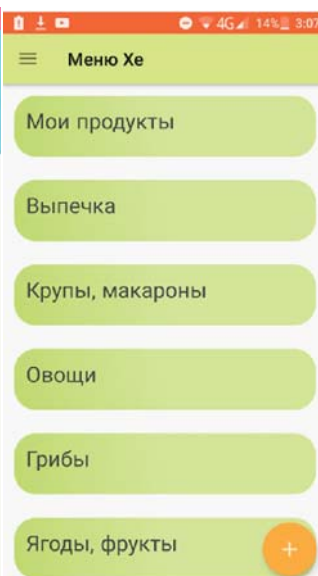 4G 14% 3:07
Меню Хе
Мои продукты
Выпечка
Крупы, макароны
Овощи
Грибы
Ягоды, фрукты
+